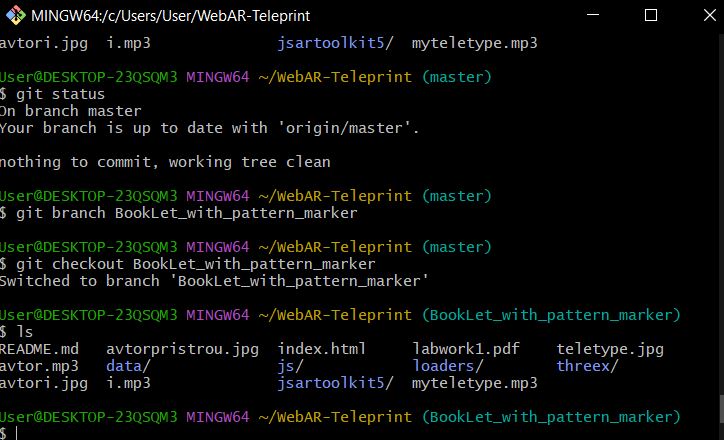 MINGW64:/c/Users/User/WebAR-Teleprint
avtori.jpg  i.mp3              jsartoolkit5/  myteletype.mp3
User@DESKTOP-23QSQM3 MINGW64 ~/WebAR-Teleprint (master)
$ git status
On branch master
Your branch is up to date with 'origin/master'.
nothing to commit, working tree clean
User@DESKTOP-23QSQM3 MINGW64 ~/WebAR-Teleprint (master)
$ git branch BookLet_with_pattern_marker
User@DESKTOP-23QSQM3 MINGW64 ~/WebAR-Teleprint (master)
$ git checkout BookLet_with_pattern_marker
Switched to branch 'BookLet_with_pattern_marker'
User@DESKTOP-23QSQM3 MINGW64 ~/WebAR-Teleprint (BookLet_with_pattern_marker)
$ ls
README.md   avtorpristrou.jpg  index.html     labwork1.pdf    teletype.jpg
avtor.mp3   data/              js/            loaders/        threex/
avtori.jpg  i.mp3              jsartoolkit5/  myteletype.mp3
User@DESKTOP-23QSQM3 MINGW64 ~/WebAR-Teleprint (BookLet_with_pattern_marker)
$